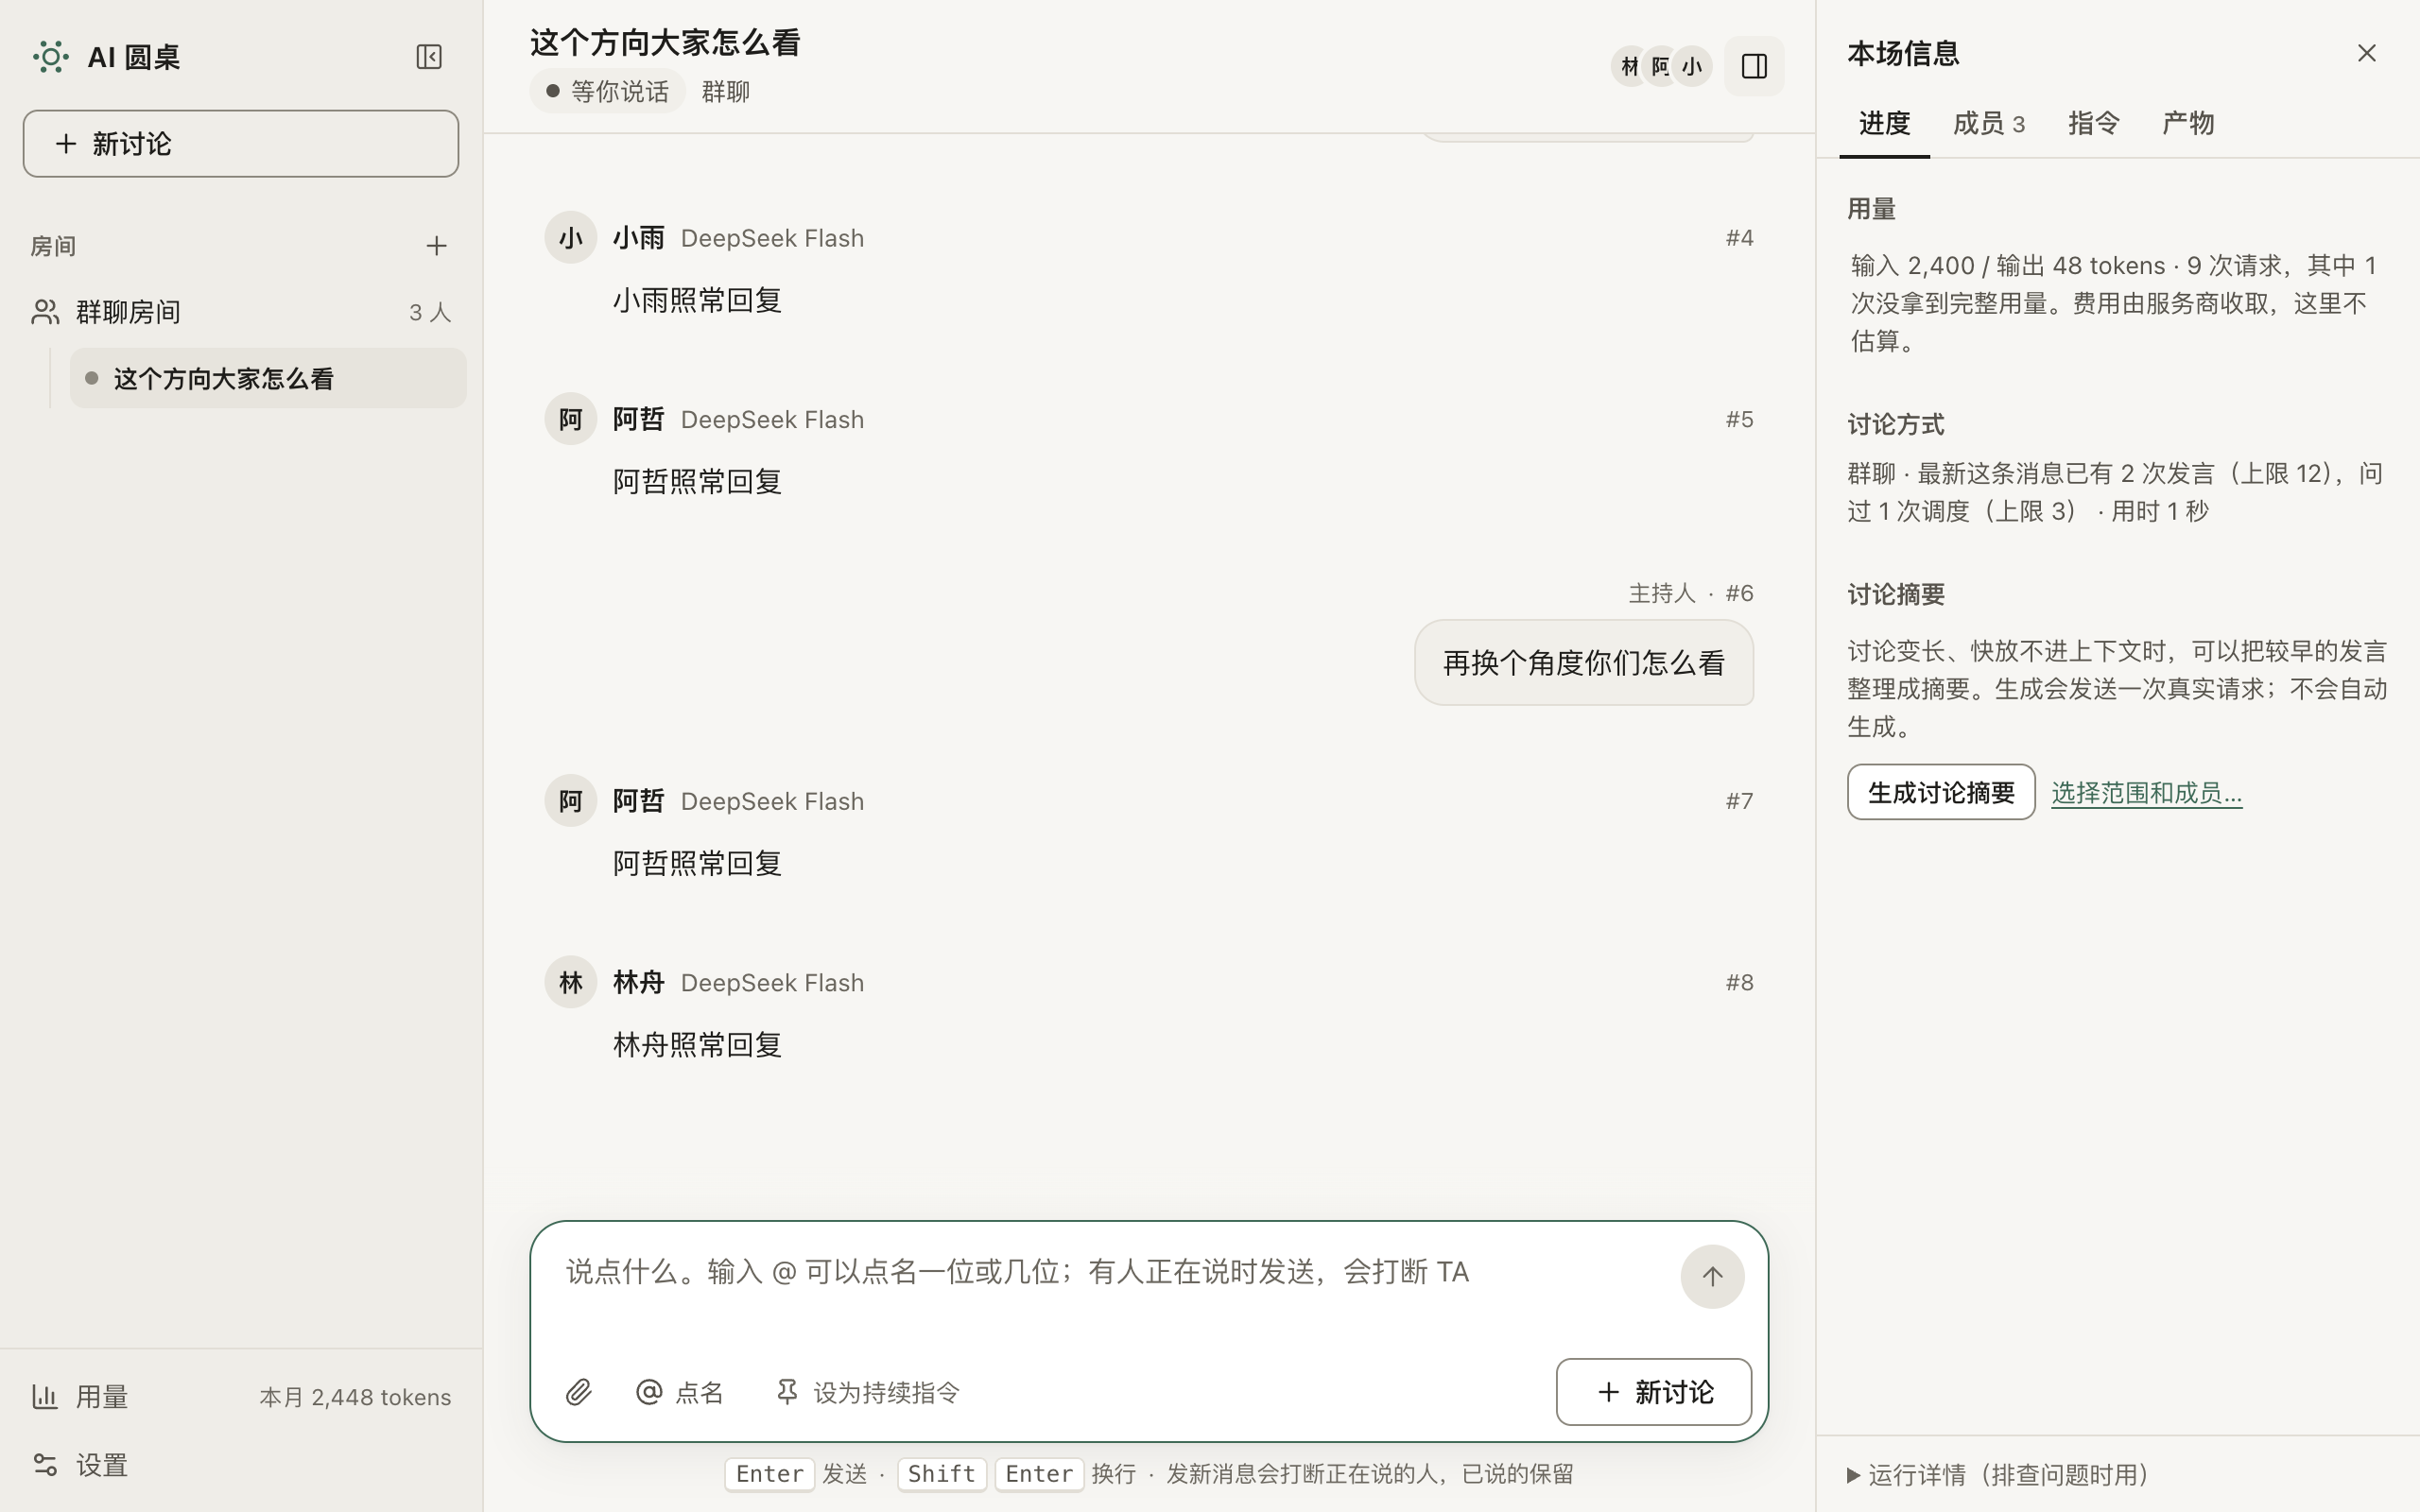 AI 圆桌
新讨论
房间
群聊房间 3 人
这个方向大家怎么看
用量 本月 2,448 tokens
设置
这个方向大家怎么看
等你说话 群聊
林 阿 小
小 小雨 DeepSeek Flash #4
小雨照常回复
阿 阿哲 DeepSeek Flash #5
阿哲照常回复
主持人 · #6
再换个角度你们怎么看
阿 阿哲 DeepSeek Flash #7
阿哲照常回复
林 林舟 DeepSeek Flash #8
林舟照常回复
说点什么。输入 @ 可以点名一位或几位；有人正在说时发送，会打断 TA
点名 设为持续指令 新讨论
Enter 发送 · Shift Enter 换行 · 发新消息会打断正在说的人，已说的保留
本场信息
进度 成员 3 指令 产物
用量
输入 2,400 / 输出 48 tokens · 9 次请求，其中 1
次没拿到完整用量。费用由服务商收取，这里不
估算。
讨论方式
群聊 · 最新这条消息已有 2 次发言（上限 12），问
过 1 次调度（上限 3） · 用时 1 秒
讨论摘要
讨论变长、快放不进上下文时，可以把较早的发言
整理成摘要。生成会发送一次真实请求；不会自动
生成。
生成讨论摘要 选择范围和成员...
运行详情（排查问题时用）